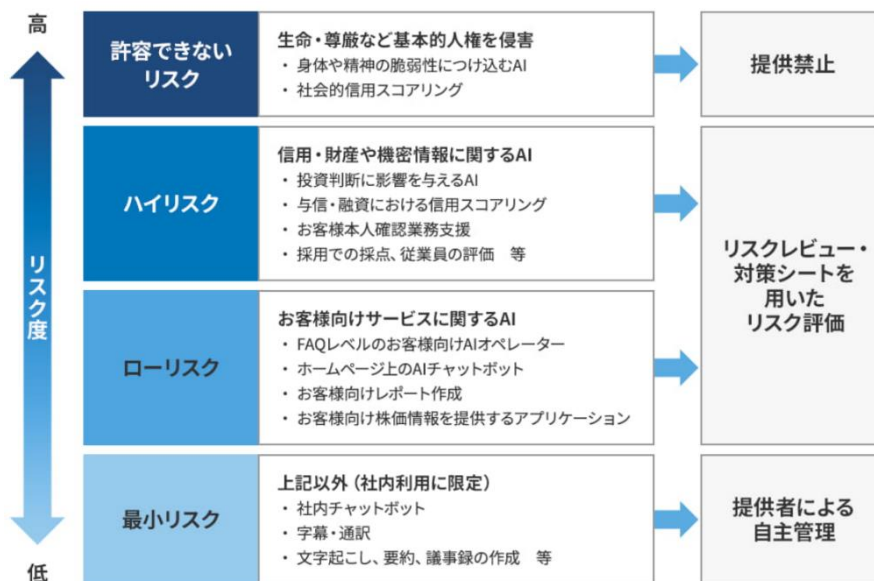 高
リスク度
低
許容できない
リスク
生命・尊厳など基本的人権を侵害
・ 身体や精神の脆弱性につけ込むAI
・ 社会的信用スコアリング
提供禁止
ハイリスク
信用・財産や機密情報に関するAI
・ 投資判断に影響を与えるAI
・ 与信・融資における信用スコアリング
・ お客様本人確認業務支援
・ 採用での採点、従業員の評価　等
リスクレビュー・
対策シートを
用いた
リスク評価
ローリスク
お客様向けサービスに関するAI
・ FAQレベルのお客様向けAIオペレーター
・ ホームページ上のAIチャットボット
・ お客様向けレポート作成
・ お客様向け株価情報を提供するアプリケーション
最小リスク
上記以外（社内利用に限定）
・ 社内チャットボット
・ 字幕・通訳
・ 文字起こし、要約、議事録の作成　等
提供者による
自主管理